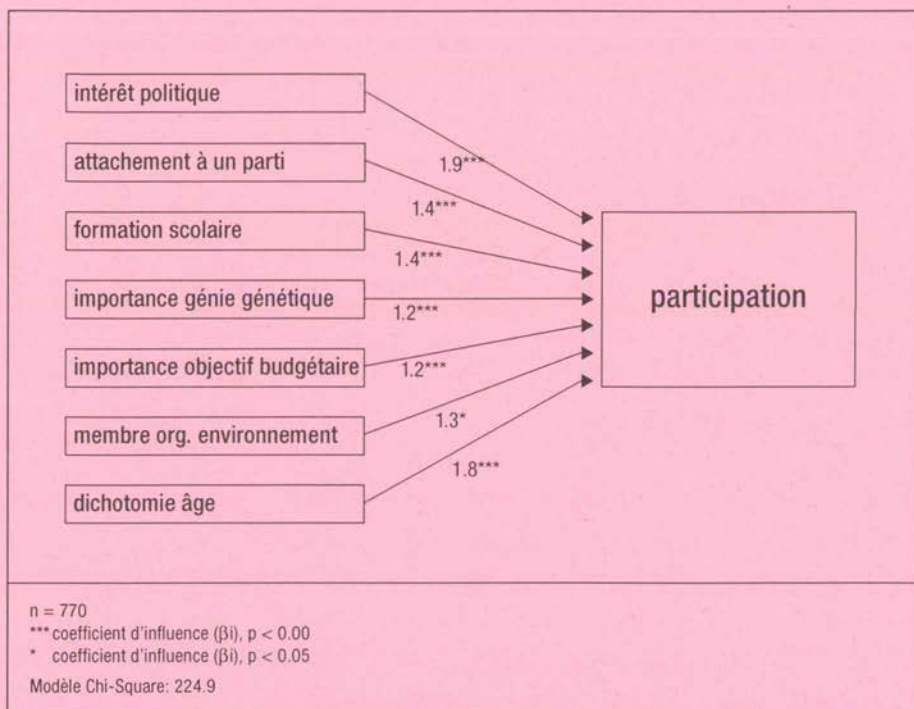 intérêt politique
attachement à un parti
formation scolaire
importance génie génétique
importance objectif budgétaire
membre org. environnement
dichotomie âge
1.9***
1.4***
1.4***
1.2***
1.2***
1.3*
1.8***
participation
n = 770
*** coefficient d'influence (βi), p < 0.00
* coefficient d'influence (βi), p < 0.05
Modèle Chi-Square: 224.9